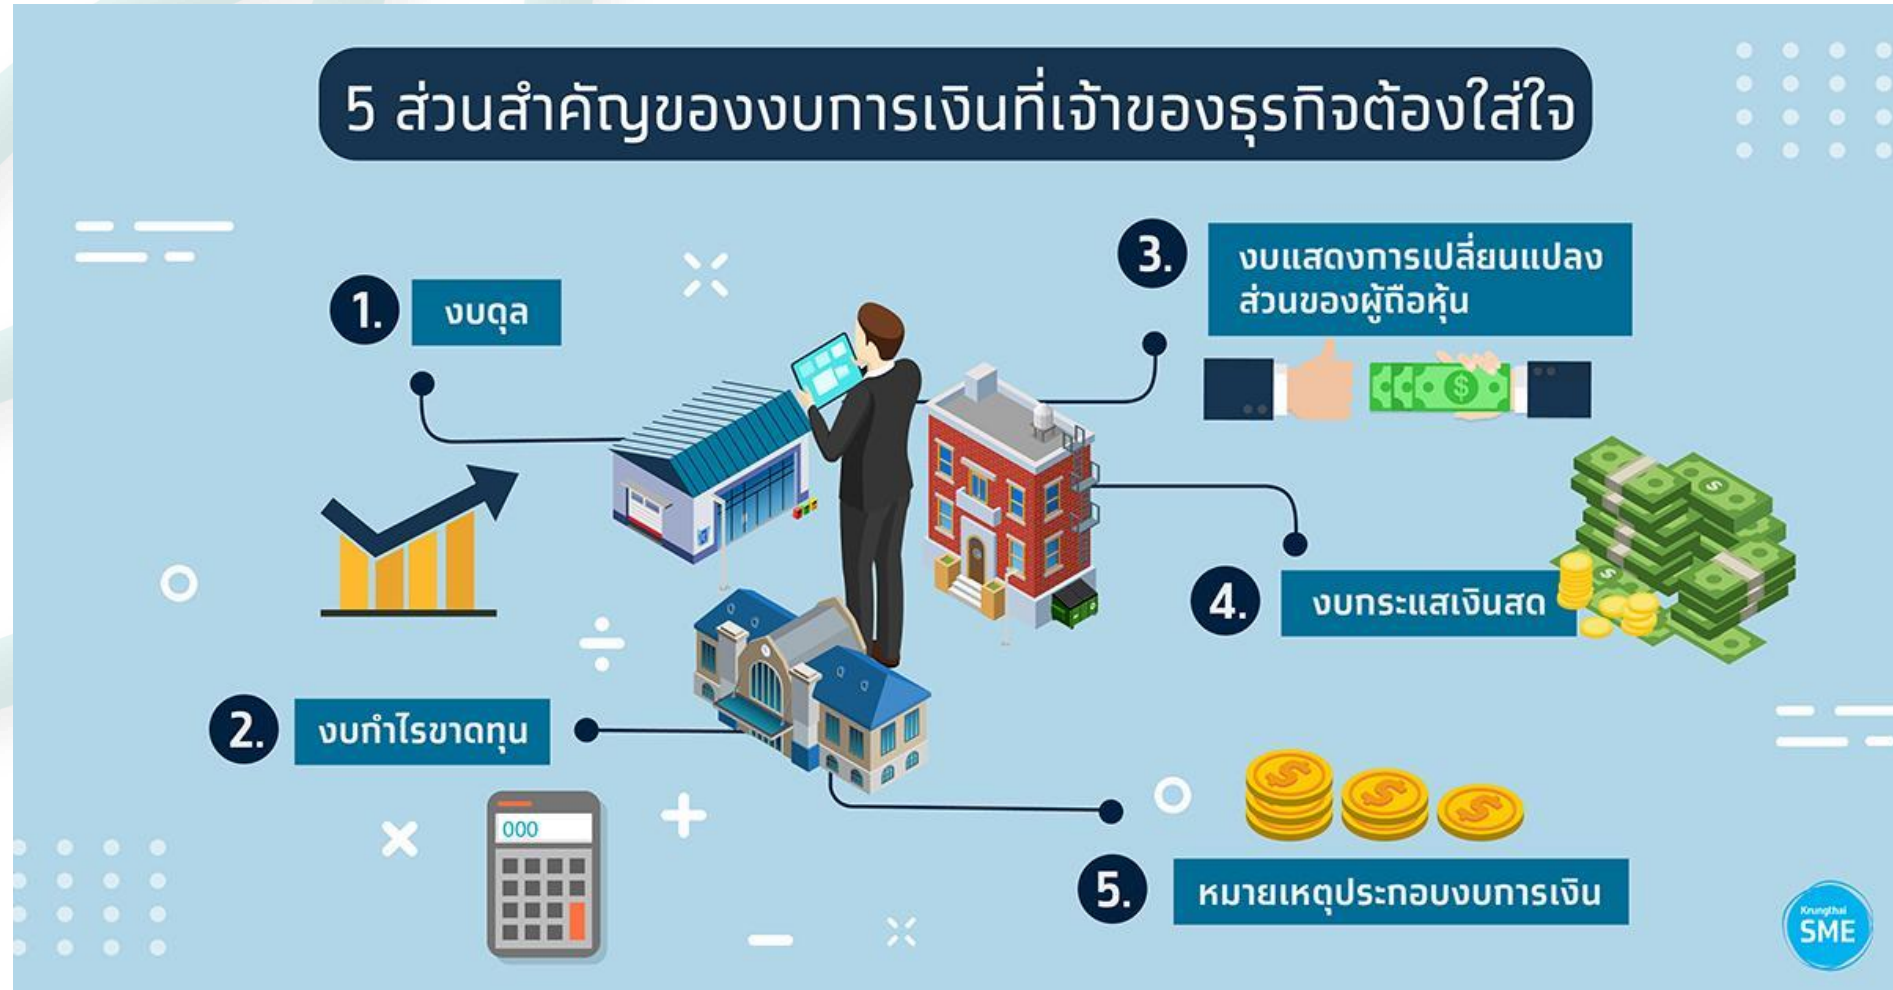 5 ส่วนสำคัญของงบการเงินที่เจ้าของธุรกิจต้องใส่ใจ
1. งบดุล
2. งบกำไรขาดทุน
000
3. งบแสดงการเปลี่ยนแปลง
ส่วนของผู้ถือหุ้น
4. งบกระแสเงินสด
5. หมายเหตุประกอบงบการเงิน
Krungthai
SME